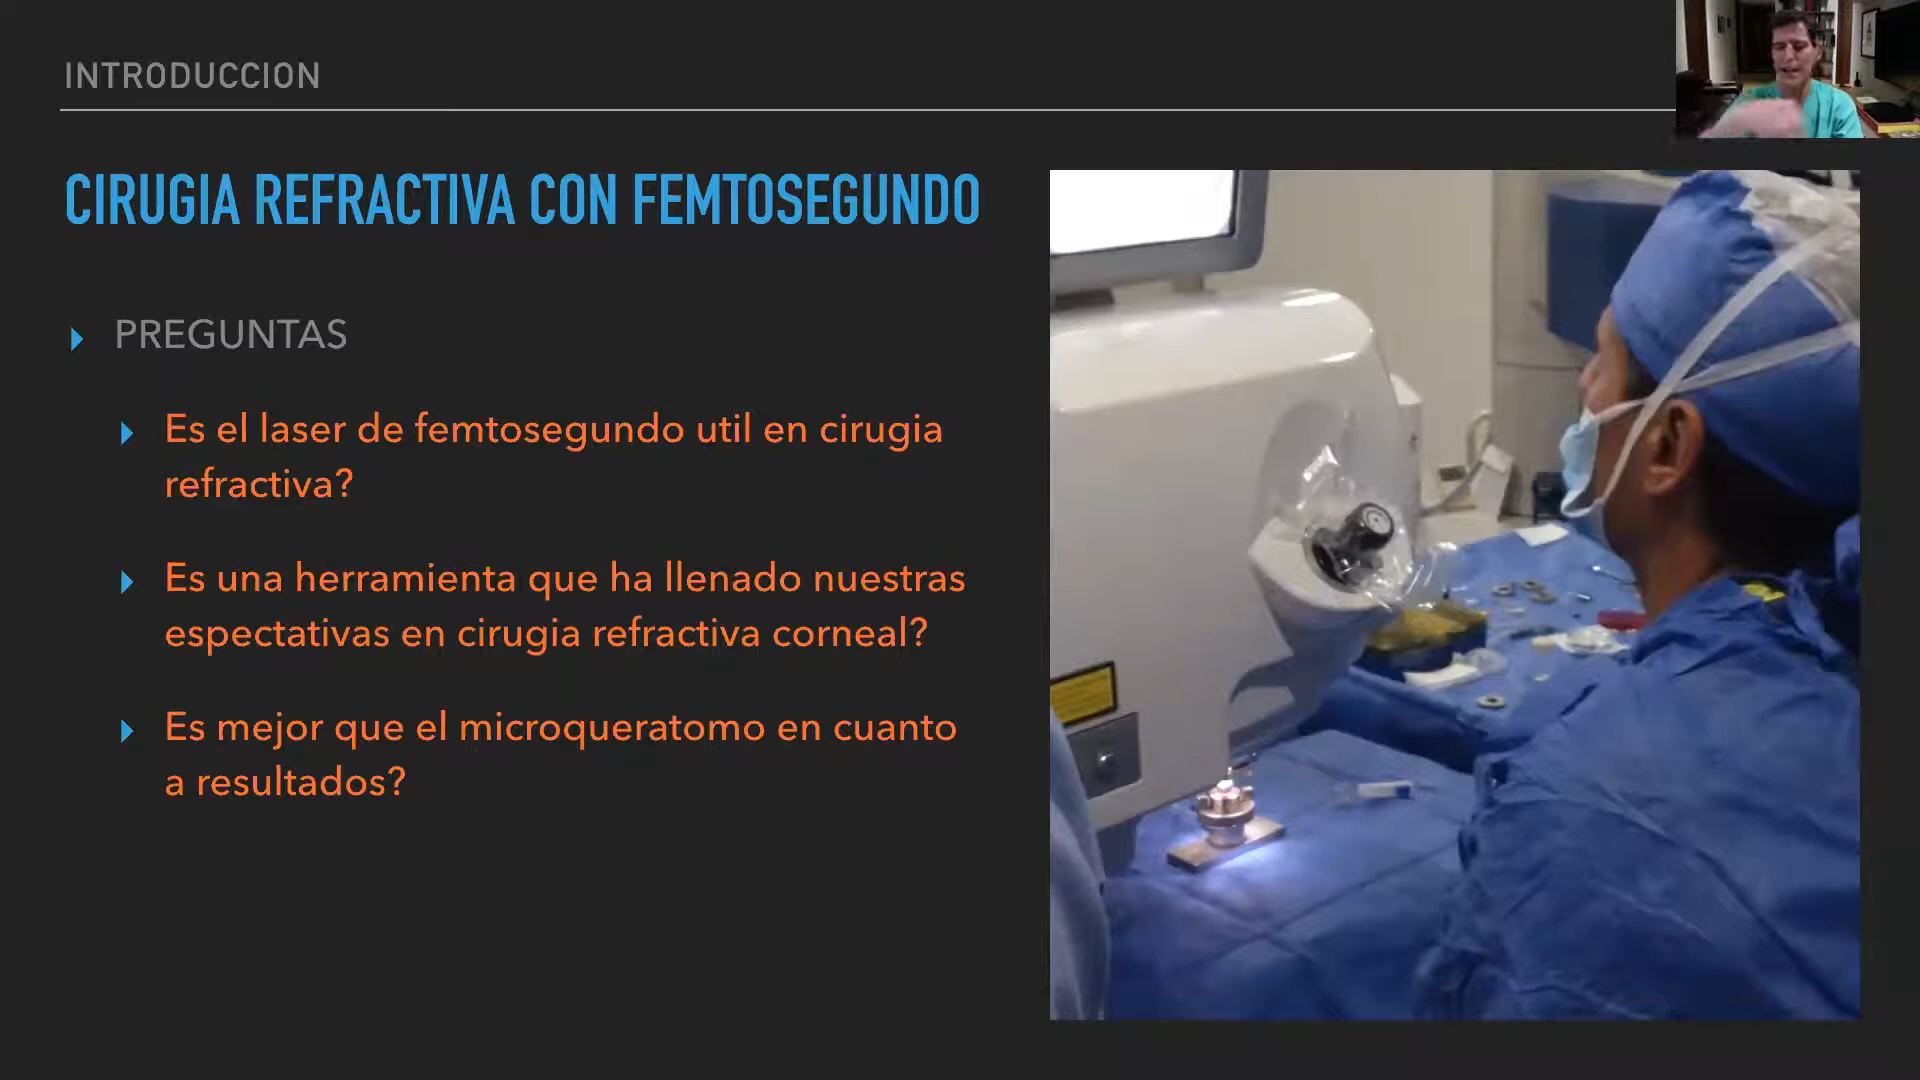 INTRODUCCION
CIRUGIA REFRACTIVA CON FEMTOSEGUNDO
PREGUNTAS
Es el laser de femtosegundo util en cirugia
refractiva?
Es una herramienta que ha llenado nuestras
espectativas en cirugia refractiva corneal?
Es mejor que el microqueratomo en cuanto
a resultados?